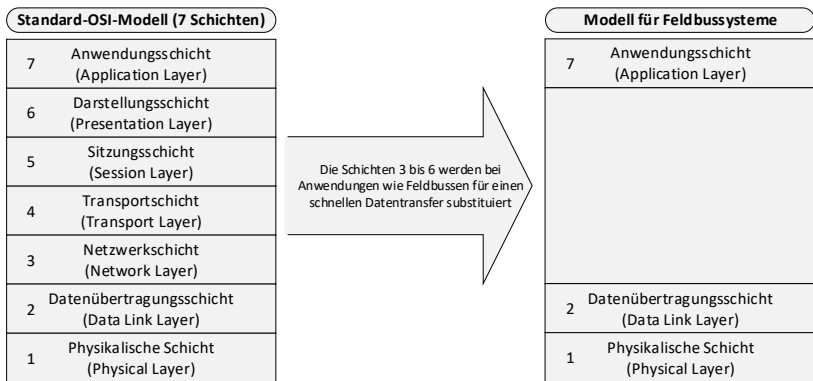 Standard-OSI-Modell (7 Schichten)
7 Anwendungsschicht
(Application Layer)
6 Darstellungsschicht
(Presentation Layer)
5 Sitzungsschicht
(Session Layer)
4 Transportschicht
(Transport Layer)
3 Netzwerkschicht
(Network Layer)
2 Datenübertragungsschicht
(Data Link Layer)
1 Physikalische Schicht
(Physical Layer)
Die Schichten 3 bis 6 werden bei
Anwendungen wie Feldbussen für einen
schnellen Datentransfer substituiert
Modell für Feldbussysteme
7 Anwendungsschicht
(Application Layer)
2 Datenübertragungsschicht
(Data Link Layer)
1 Physikalische Schicht
(Physical Layer)